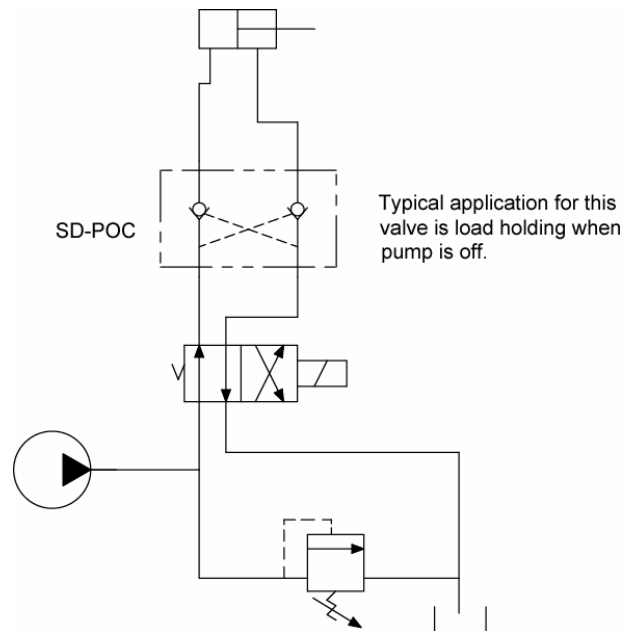 Typical application for this
valve is load holding when
pump is off.
SD-POC